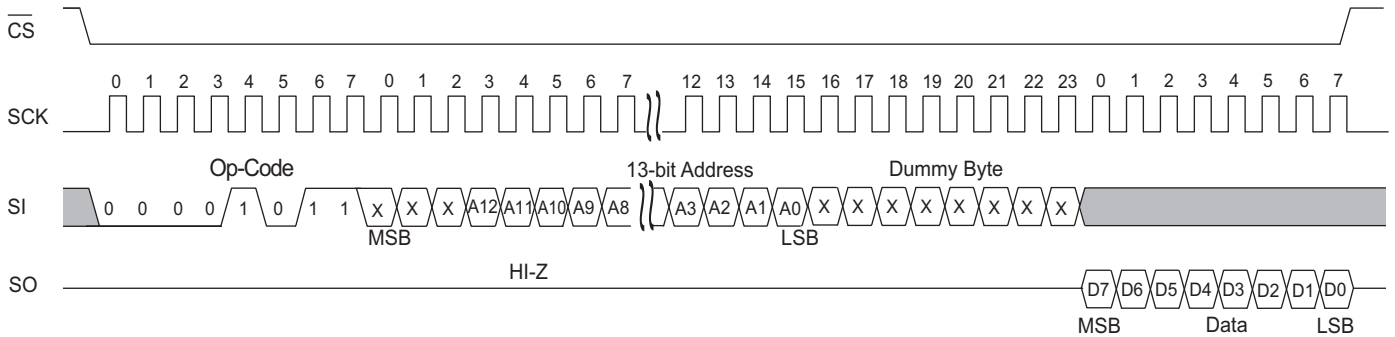 CS
0 1 2 3 4 5 6 7 0 1 2 3 4 5 6 7 12 13 14 15 16 17 18 19 20 21 22 23 0 1 2 3 4 5 6 7
SCK
Op-Code 13-bit Address Dummy Byte
SI 0 0 0 0 1 0 1 1 X X X A12 A11 A10 A9 A8 A3 A2 A1 A0 X X X X X X X X
MSB LSB
HI-Z
SO D7 D6 D5 D4 D3 D2 D1 D0
MSB Data LSB